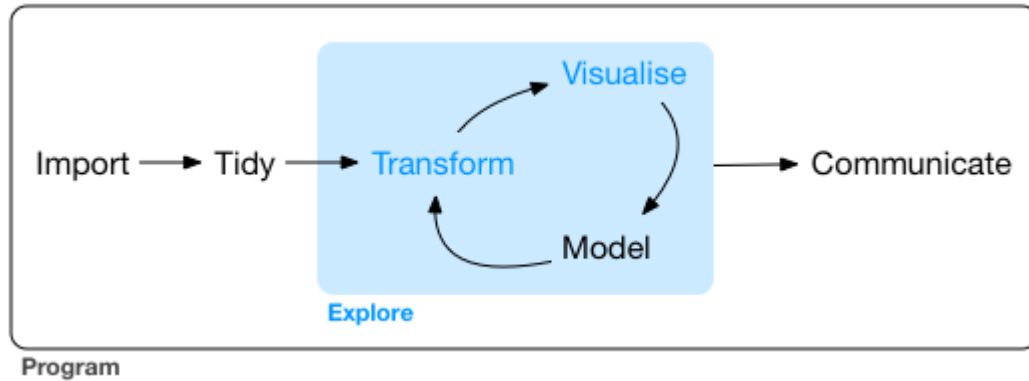 Visualise
Import
Tidy
Transform
Communicate
Model
Explore
Program